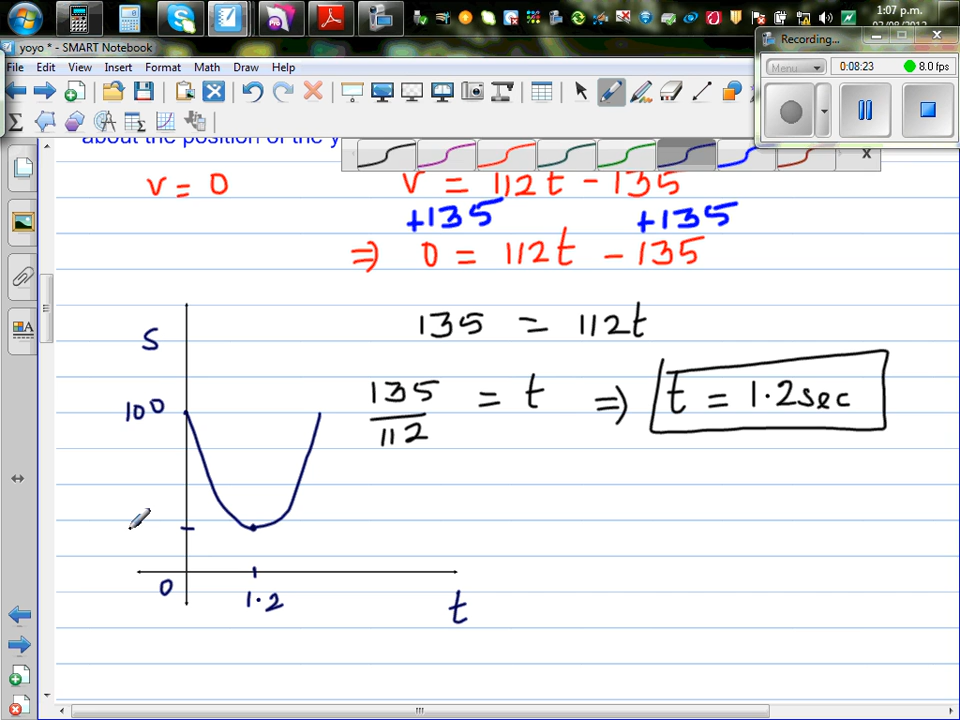 1:07 p.m.
yoyo * - SMART Notebook
Recording...
File Edit View Insert Format Math Draw Help
Menu 0:08:23 8.0 fps
about the position of the y
v = 0
v = 112t - 135
+135 +135
⇒ 0 = 112t - 135
135 = 112t
135/112 = t ⇒ t = 1.2sec
S
100
0
1.2
t